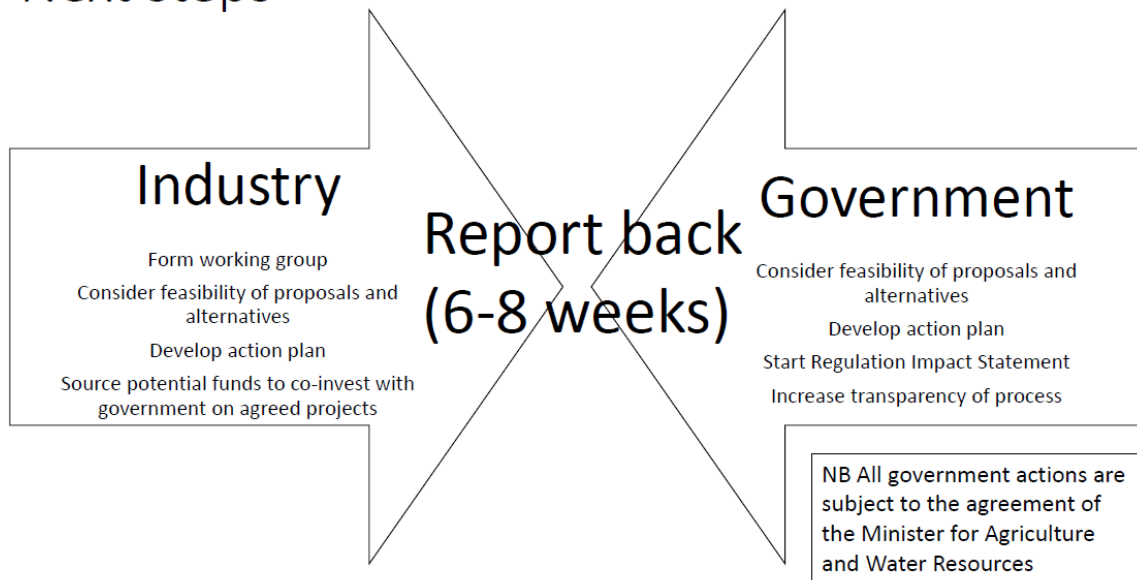 Next steps
Industry
Form working group
Consider feasibility of proposals and
alternatives
Develop action plan
Source potential funds to co-invest with
government on agreed projects
Report back
(6-8 weeks)
Government
Consider feasibility of proposals and
alternatives
Develop action plan
Start Regulation Impact Statement
Increase transparency of process
NB All government actions are
subject to the agreement of
the Minister for Agriculture
and Water Resources